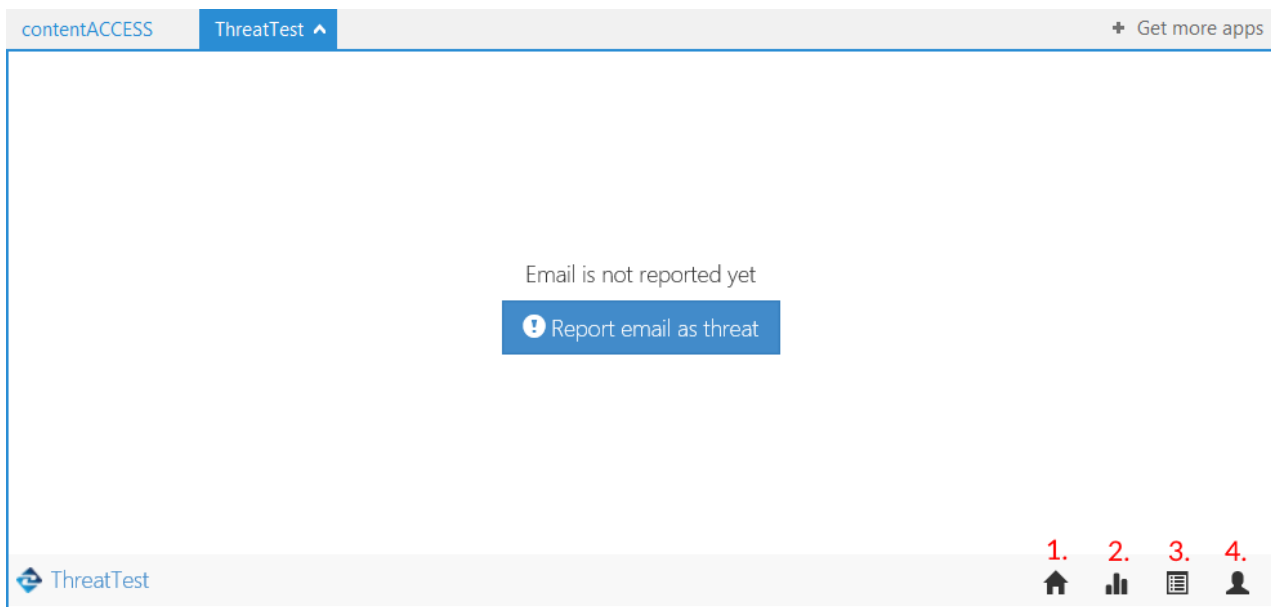 contentACCESS
ThreatTest
+ Get more apps
Email is not reported yet
Report email as threat
1. 2. 3. 4.
ThreatTest